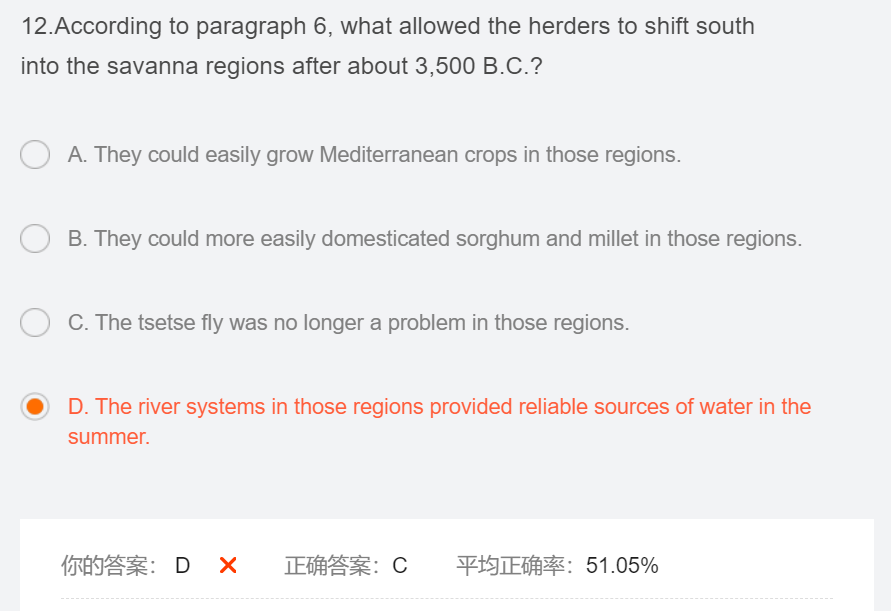 12.According to paragraph 6, what allowed the herders to shift south
into the savanna regions after about 3,500 B.C.?
A. They could easily grow Mediterranean crops in those regions.
B. They could more easily domesticated sorghum and millet in those regions.
C. The tsetse fly was no longer a problem in those regions.
D. The river systems in those regions provided reliable sources of water in the
summer.
你的答案： D ✕ 正确答案： C 平均正确率： 51.05%